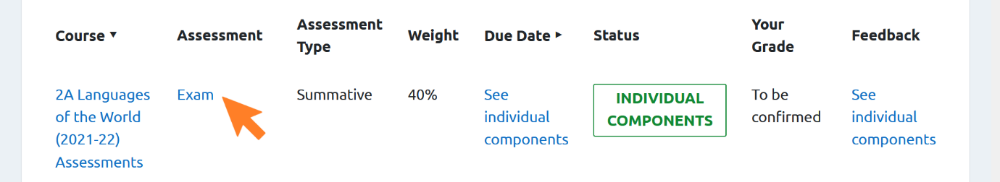 Course ▼
Assessment
Assessment
Type
Weight
Due Date ►
Status
Your
Grade
Feedback
2A Languages
of the World
(2021-22)
Assessments
Exam
Summative
40%
See
individual
components
INDIVIDUAL
COMPONENTS
To be
confirmed
See
individual
components